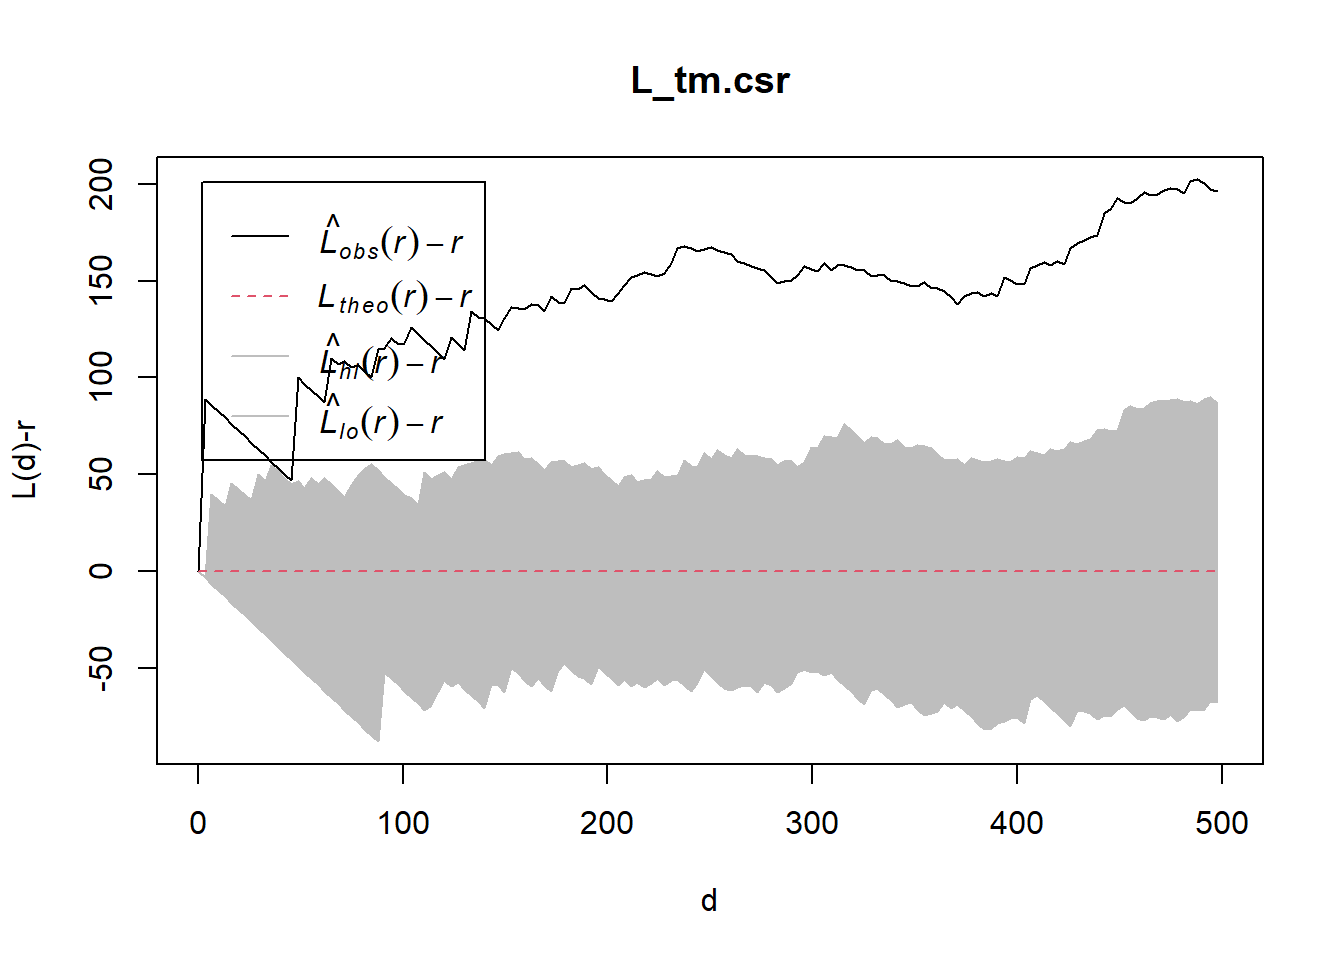 L_tm.csr
L̂obs(r) − r
Ltheo(r) − r
L̂hi(r) − r
L̂lo(r) − r
200
150
100
50
0
-50
L(d)-r
0 100 200 300 400 500
d